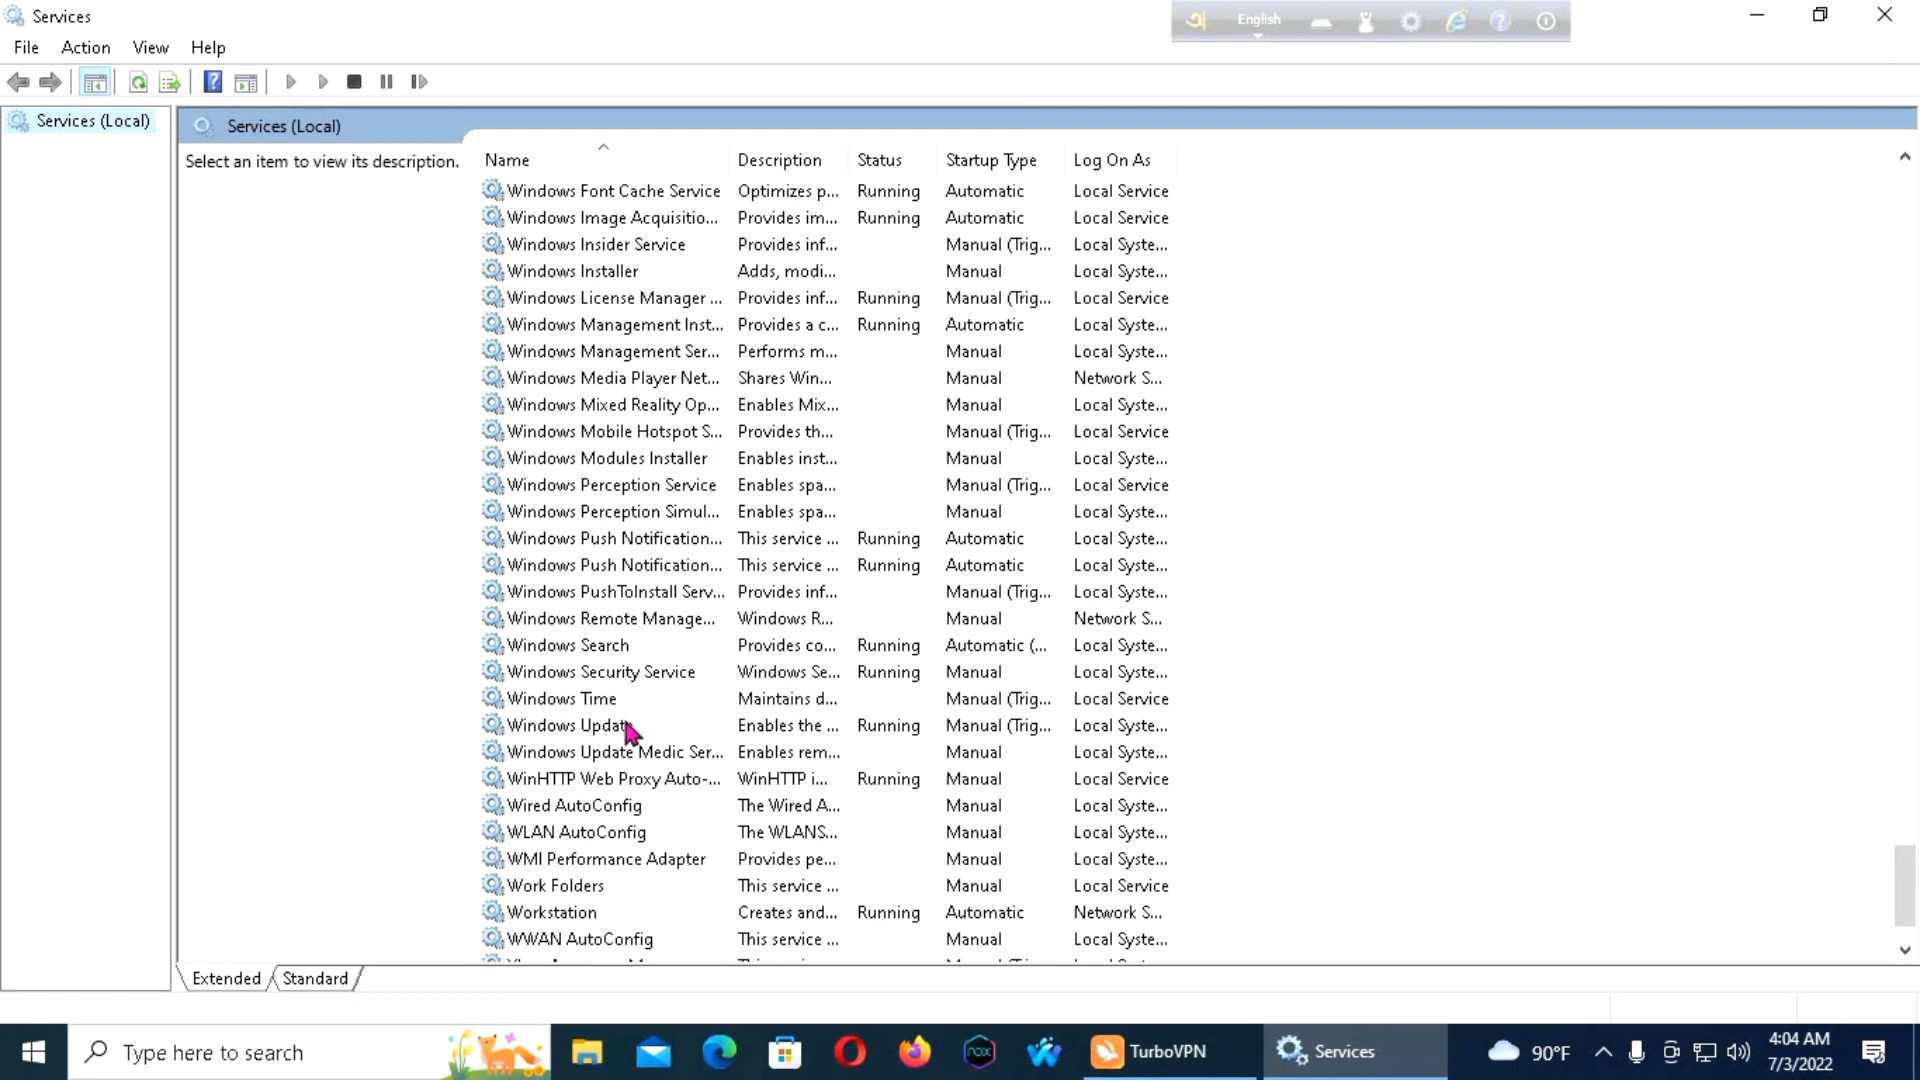 Services
English
File Action View Help
Services (Local)
Services (Local)
Select an item to view its description.
Name Description Status Startup Type Log On As
Windows Font Cache Service Optimizes p... Running Automatic Local Service
Windows Image Acquisitio... Provides im... Running Automatic Local Service
Windows Insider Service Provides inf... Manual (Trig... Local Syste...
Windows Installer Adds, modi... Manual Local Syste...
Windows License Manager ... Provides inf... Running Manual (Trig... Local Service
Windows Management Inst... Provides a c... Running Automatic Local Syste...
Windows Management Ser... Performs m... Manual Local Syste...
Windows Media Player Net... Shares Win... Manual Network S...
Windows Mixed Reality Op... Enables Mix... Manual Local Syste...
Windows Mobile Hotspot S... Provides th... Manual (Trig... Local Service
Windows Modules Installer Enables inst... Manual Local Syste...
Windows Perception Service Enables spa... Manual (Trig... Local Service
Windows Perception Simul... Enables spa... Manual Local Syste...
Windows Push Notification... This service ... Running Automatic Local Syste...
Windows Push Notification... This service ... Running Automatic Local Syste...
Windows PushToInstall Serv... Provides inf... Manual (Trig... Local Syste...
Windows Remote Manage... Windows R... Manual Network S...
Windows Search Provides co... Running Automatic (... Local Syste...
Windows Security Service Windows Se... Running Manual Local Syste...
Windows Time Maintains d... Manual (Trig... Local Service
Windows Update Enables the ... Running Manual (Trig... Local Syste...
Windows Update Medic Ser... Enables rem... Manual Local Syste...
WinHTTP Web Proxy Auto-... WinHTTP i... Running Manual Local Service
Wired AutoConfig The Wired A... Manual Local Syste...
WLAN AutoConfig The WLANS... Manual Local Syste...
WMI Performance Adapter Provides pe... Manual Local Syste...
Work Folders This service ... Manual Local Service
Workstation Creates and... Running Automatic Network S...
WWAN AutoConfig This service ... Manual Local Syste...
Extended Standard
Type here to search
nox
TurboVPN
Services
90°F
4:04 AM
7/3/2022